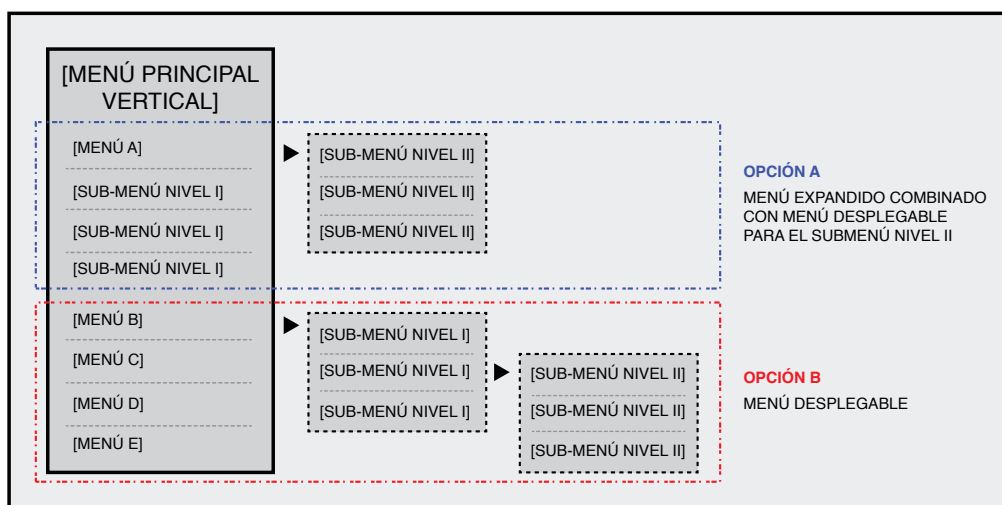 [MENÚ PRINCIPAL
VERTICAL]
[MENÚ A]
[SUB-MENÚ NIVEL I]
[SUB-MENÚ NIVEL I]
[SUB-MENÚ NIVEL I]
[SUB-MENÚ NIVEL II]
[SUB-MENÚ NIVEL II]
[SUB-MENÚ NIVEL II]
OPCIÓN A
MENÚ EXPANDIDO COMBINADO
CON MENÚ DESPLEGABLE
PARA EL SUBMENÚ NIVEL II
[MENÚ B]
[MENÚ C]
[MENÚ D]
[MENÚ E]
[SUB-MENÚ NIVEL I]
[SUB-MENÚ NIVEL I]
[SUB-MENÚ NIVEL I]
[SUB-MENÚ NIVEL II]
[SUB-MENÚ NIVEL II]
[SUB-MENÚ NIVEL II]
OPCIÓN B
MENÚ DESPLEGABLE